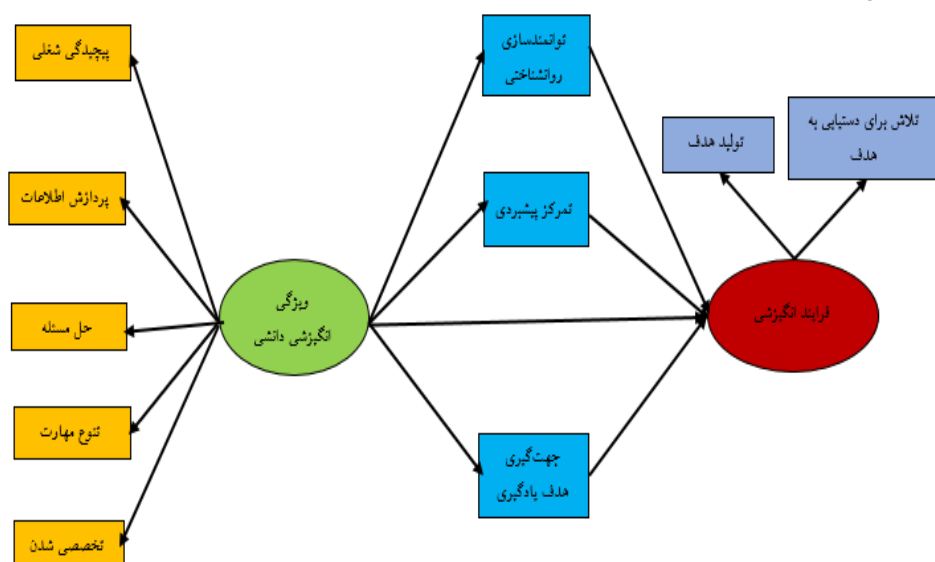 پیچیدگی شغلی
پردازش اطلاعات
حل مسئله
تنوع مهارت
تخصصی شدن
ویژگی
انگیزشی دانشی
توانمندسازی
روانشناختی
تمرکز پیشبردی
جهت‌گیری
هدف یادگیری
فرایند انگیزشی
تولید هدف
تلاش برای دستیابی به
هدف